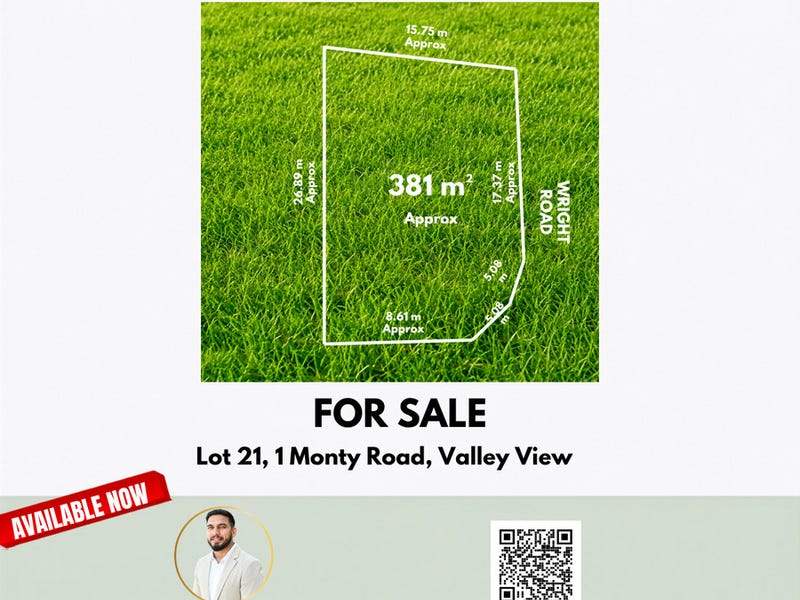 15.75 m
Approx
26.89 m
Approx
381 m²
Approx
17.37 m
Approx
WRIGHT
ROAD
5.08
m
5.08
m
8.61 m
Approx
FOR SALE
Lot 21, 1 Monty Road, Valley View
AVAILABLE NOW